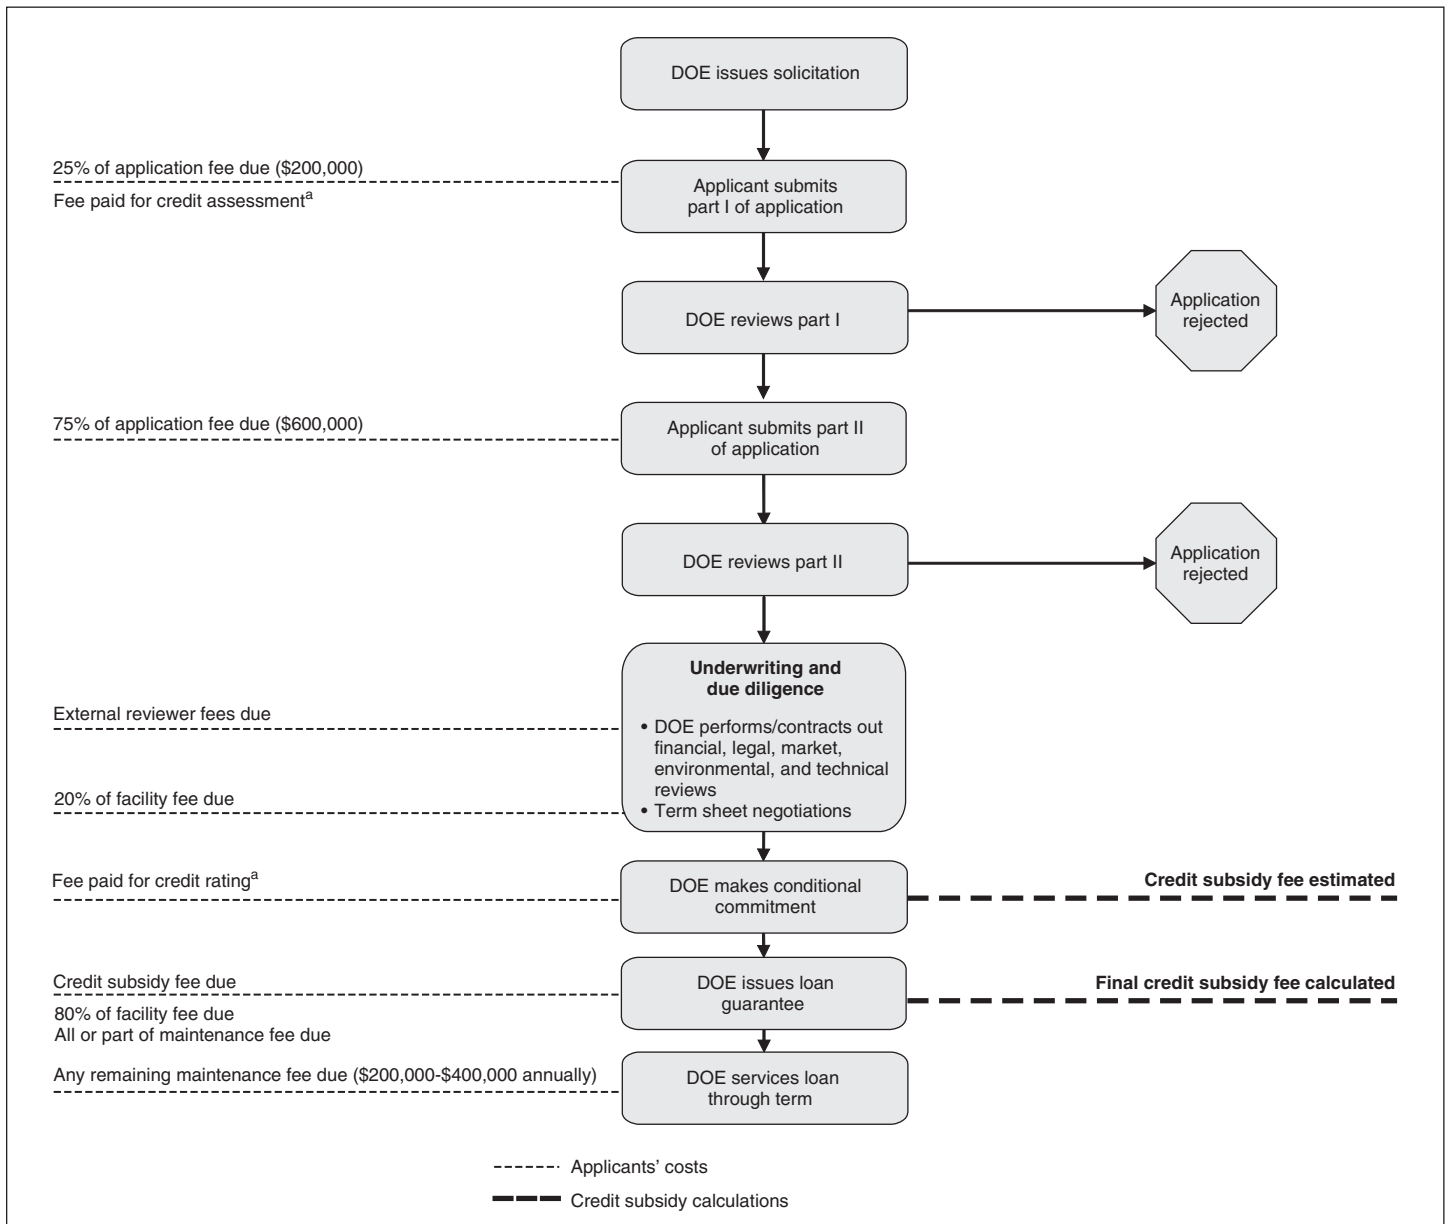 DOE issues solicitation
25% of application fee due ($200,000)
Fee paid for credit assessmentᵃ
Applicant submits
part I of application
DOE reviews part I
Application
rejected
75% of application fee due ($600,000)
Applicant submits part II
of application
DOE reviews part II
Application
rejected
Underwriting and
due diligence
• DOE performs/contracts out
financial, legal, market,
environmental, and technical
reviews
• Term sheet negotiations
External reviewer fees due
20% of facility fee due
Fee paid for credit ratingᵃ
DOE makes conditional
commitment
Credit subsidy fee estimated
Credit subsidy fee due
80% of facility fee due
All or part of maintenance fee due
DOE issues loan
guarantee
Final credit subsidy fee calculated
Any remaining maintenance fee due ($200,000-$400,000 annually)
DOE services loan
through term
Applicants' costs
Credit subsidy calculations